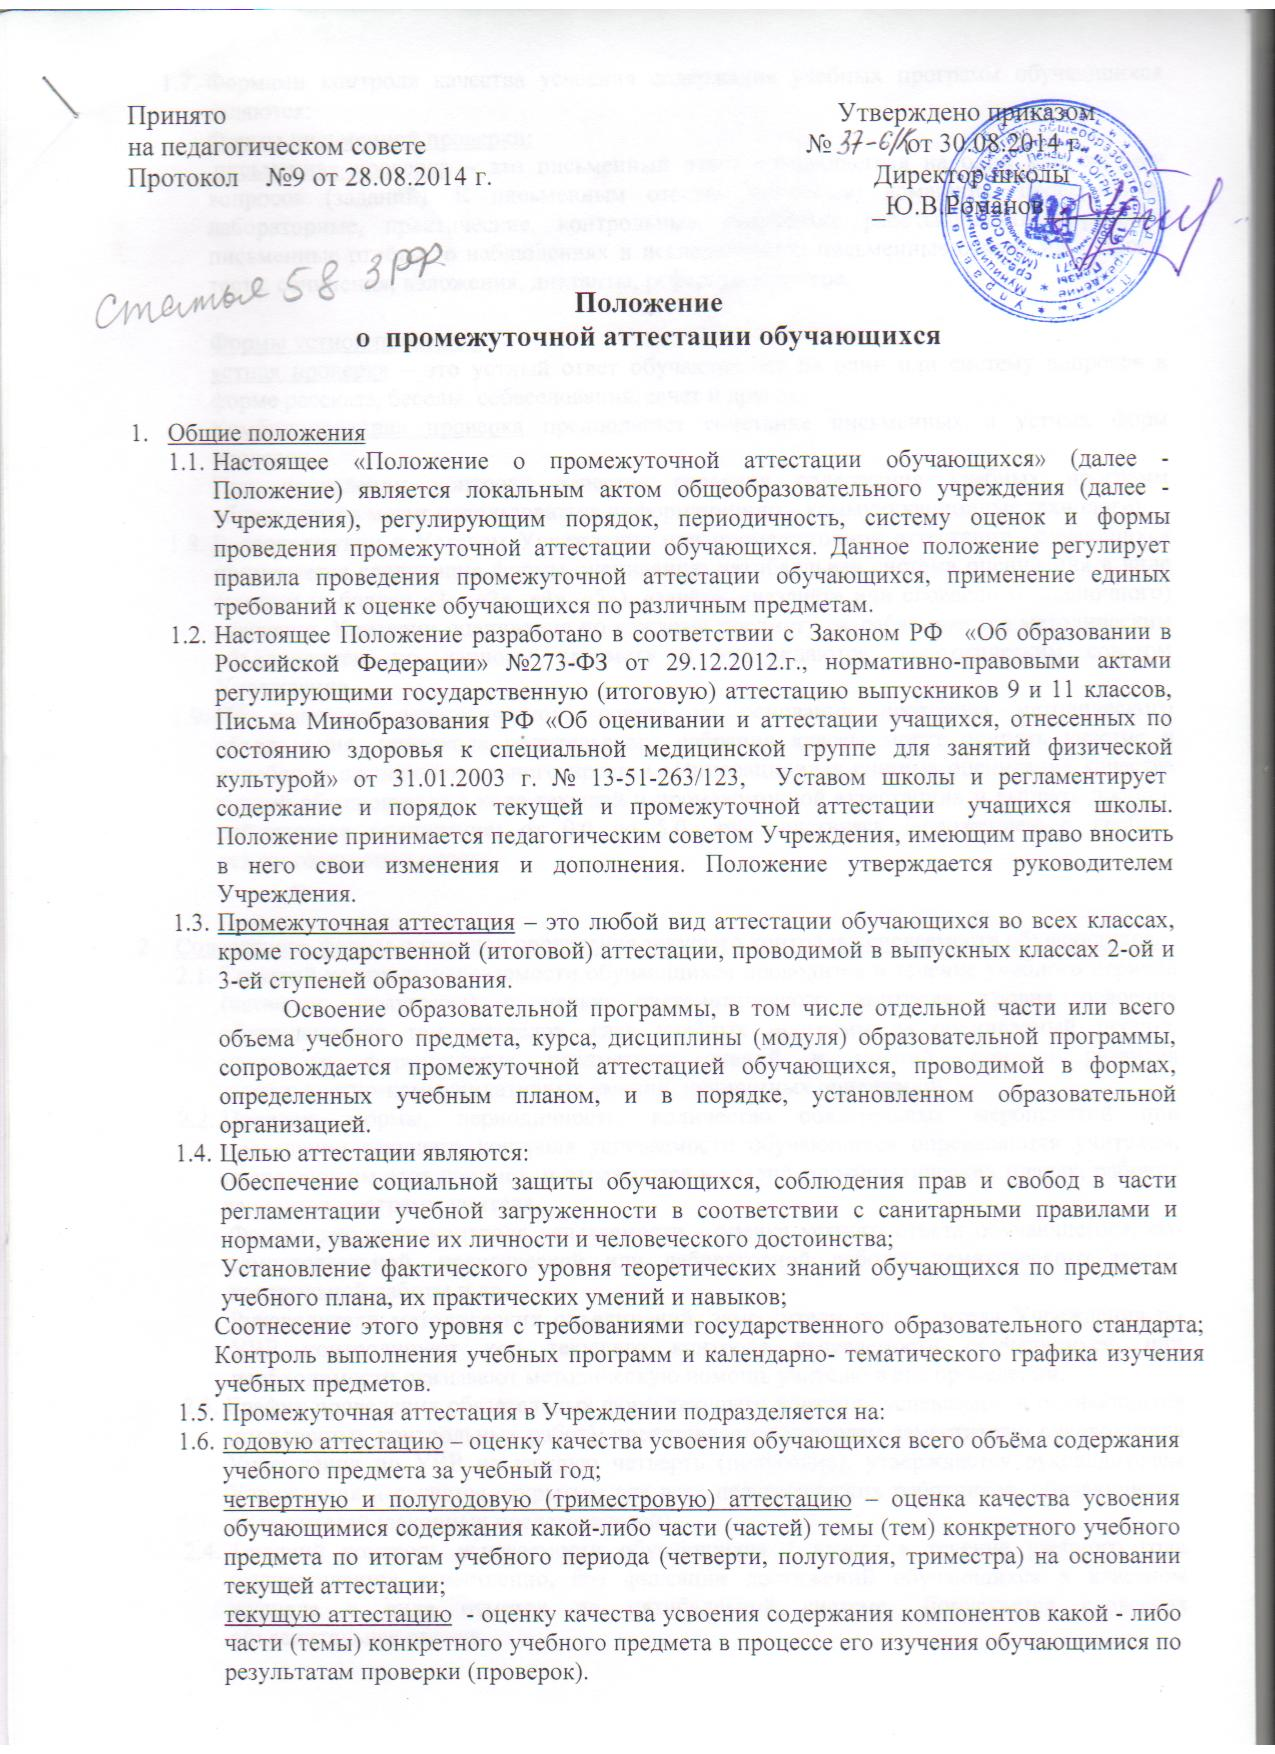 Принято
на педагогическом совете
Протокол №9 от 28.08.2014 г.
Утверждено приказом
№ 37-ОП от 30.08.2014 г.
Директор школы
_Ю.В.Романов
Статья 58 ЗРФ
Положение
о промежуточной аттестации обучающихся
1. Общие положения
1.1. Настоящее «Положение о промежуточной аттестации обучающихся» (далее -
Положение) является локальным актом общеобразовательного учреждения (далее -
Учреждения), регулирующим порядок, периодичность, систему оценок и формы
проведения промежуточной аттестации обучающихся. Данное положение регулирует
правила проведения промежуточной аттестации обучающихся, применение единых
требований к оценке обучающихся по различным предметам.
1.2. Настоящее Положение разработано в соответствии с Законом РФ «Об образовании в
Российской Федерации» №273-ФЗ от 29.12.2012.г., нормативно-правовыми актами
регулирующими государственную (итоговую) аттестацию выпускников 9 и 11 классов,
Письма Минобразования РФ «Об оценивании и аттестации учащихся, отнесенных по
состоянию здоровья к специальной медицинской группе для занятий физической
культурой» от 31.01.2003 г. № 13-51-263/123, Уставом школы и регламентирует
содержание и порядок текущей и промежуточной аттестации учащихся школы.
Положение принимается педагогическим советом Учреждения, имеющим право вносить
в него свои изменения и дополнения. Положение утверждается руководителем
Учреждения.
1.3. Промежуточная аттестация – это любой вид аттестации обучающихся во всех классах,
кроме государственной (итоговой) аттестации, проводимой в выпускных классах 2-ой и
3-ей ступеней образования.
Освоение образовательной программы, в том числе отдельной части или всего
объема учебного предмета, курса, дисциплины (модуля) образовательной программы,
сопровождается промежуточной аттестацией обучающихся, проводимой в формах,
определенных учебным планом, и в порядке, установленном образовательной
организацией.
1.4. Целью аттестации являются:
Обеспечение социальной защиты обучающихся, соблюдения прав и свобод в части
регламентации учебной загруженности в соответствии с санитарными правилами и
нормами, уважение их личности и человеческого достоинства;
Установление фактического уровня теоретических знаний обучающихся по предметам
учебного плана, их практических умений и навыков;
Соотнесение этого уровня с требованиями государственного образовательного стандарта;
Контроль выполнения учебных программ и календарно- тематического графика изучения
учебных предметов.
1.5. Промежуточная аттестация в Учреждении подразделяется на:
1.6. годовую аттестацию – оценку качества усвоения обучающихся всего объёма содержания
учебного предмета за учебный год;
четвертную и полугодовую (триместровую) аттестацию – оценка качества усвоения
обучающимися содержания какой-либо части (частей) темы (тем) конкретного учебного
предмета по итогам учебного периода (четверти, полугодия, триместра) на основании
текущей аттестации;
текущую аттестацию - оценку качества усвоения содержания компонентов какой - либо
части (темы) конкретного учебного предмета в процессе его изучения обучающимися по
результатам проверки (проверок).